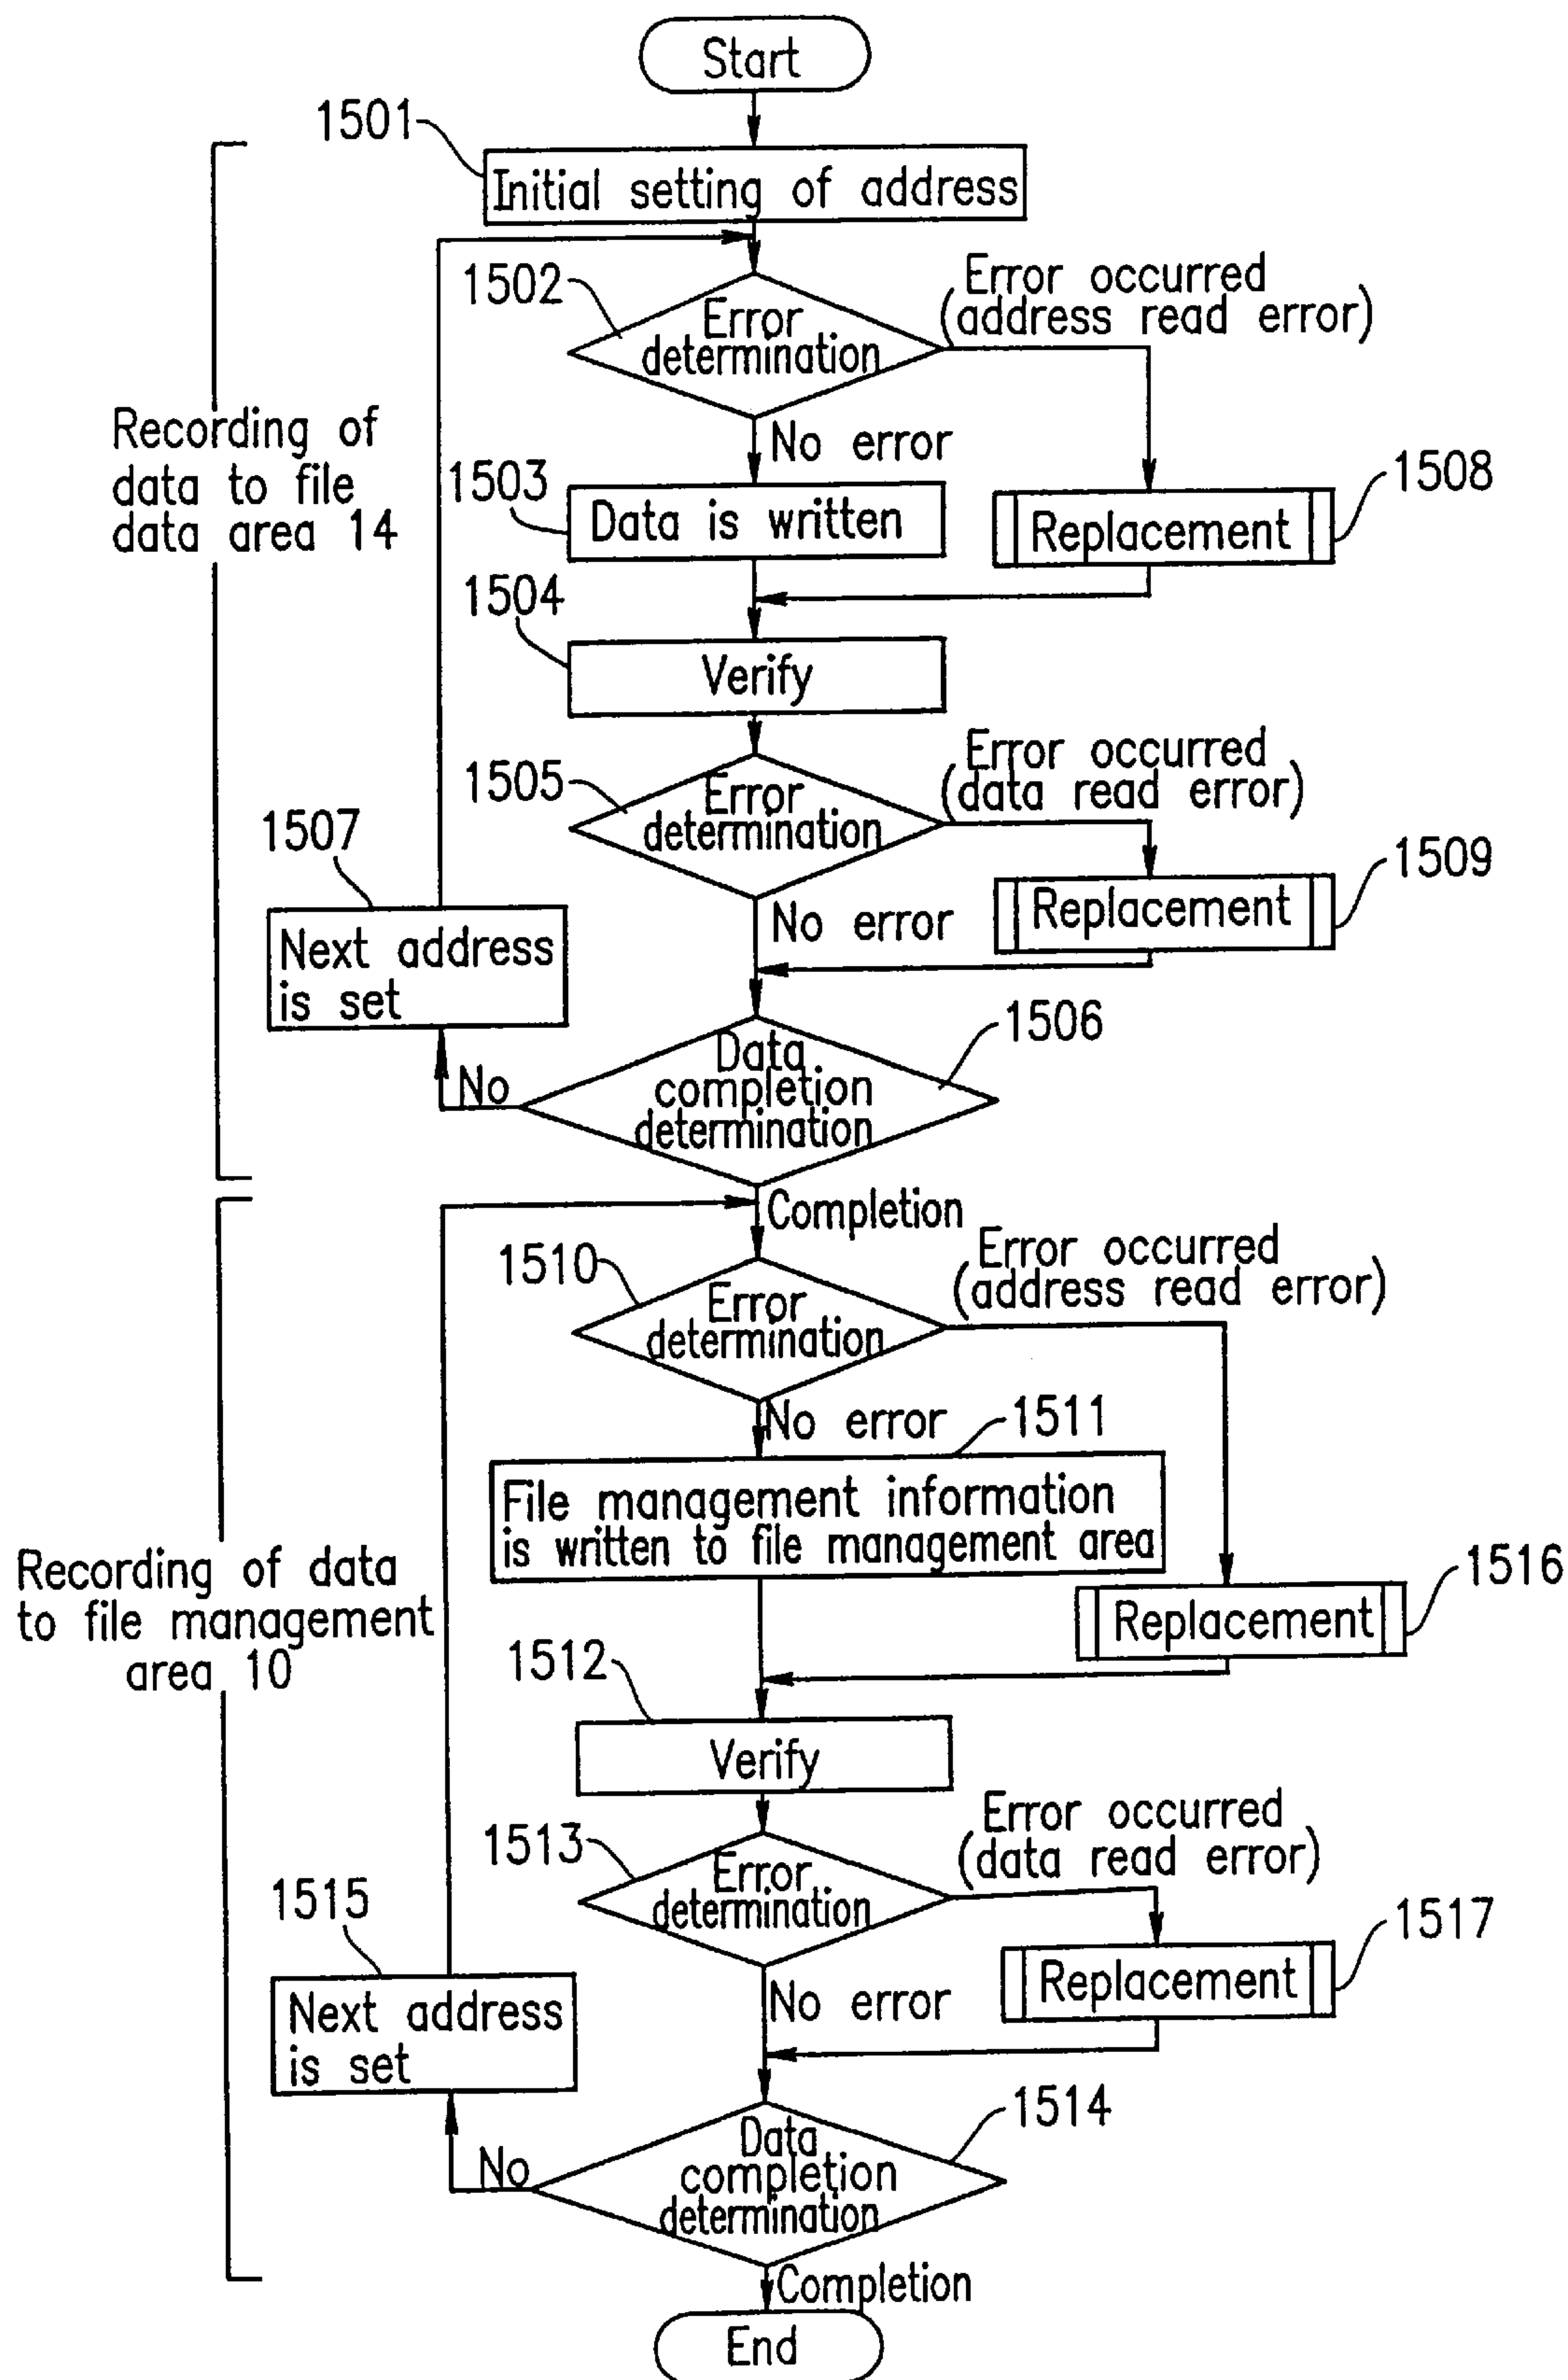 Start
1501
Initial setting of address
1502
Error
determination
Error occurred
(address read error)
No error
1503
Data is written
1508
Replacement
Recording of
data to file
data area 14
1504
Verify
1505
Error
determination
Error occurred
(data read error)
1507
Next address
is set
No error
1509
Replacement
1506
Data
completion
determination
No
Completion
1510
Error
determination
Error occurred
(address read error)
No error
1511
File management information
is written to file management area
1516
Replacement
Recording of data
to file management
area 10
1512
Verify
1513
Error
determination
Error occurred
(data read error)
1515
Next address
is set
No error
1517
Replacement
1514
Data
completion
determination
No
Completion
End